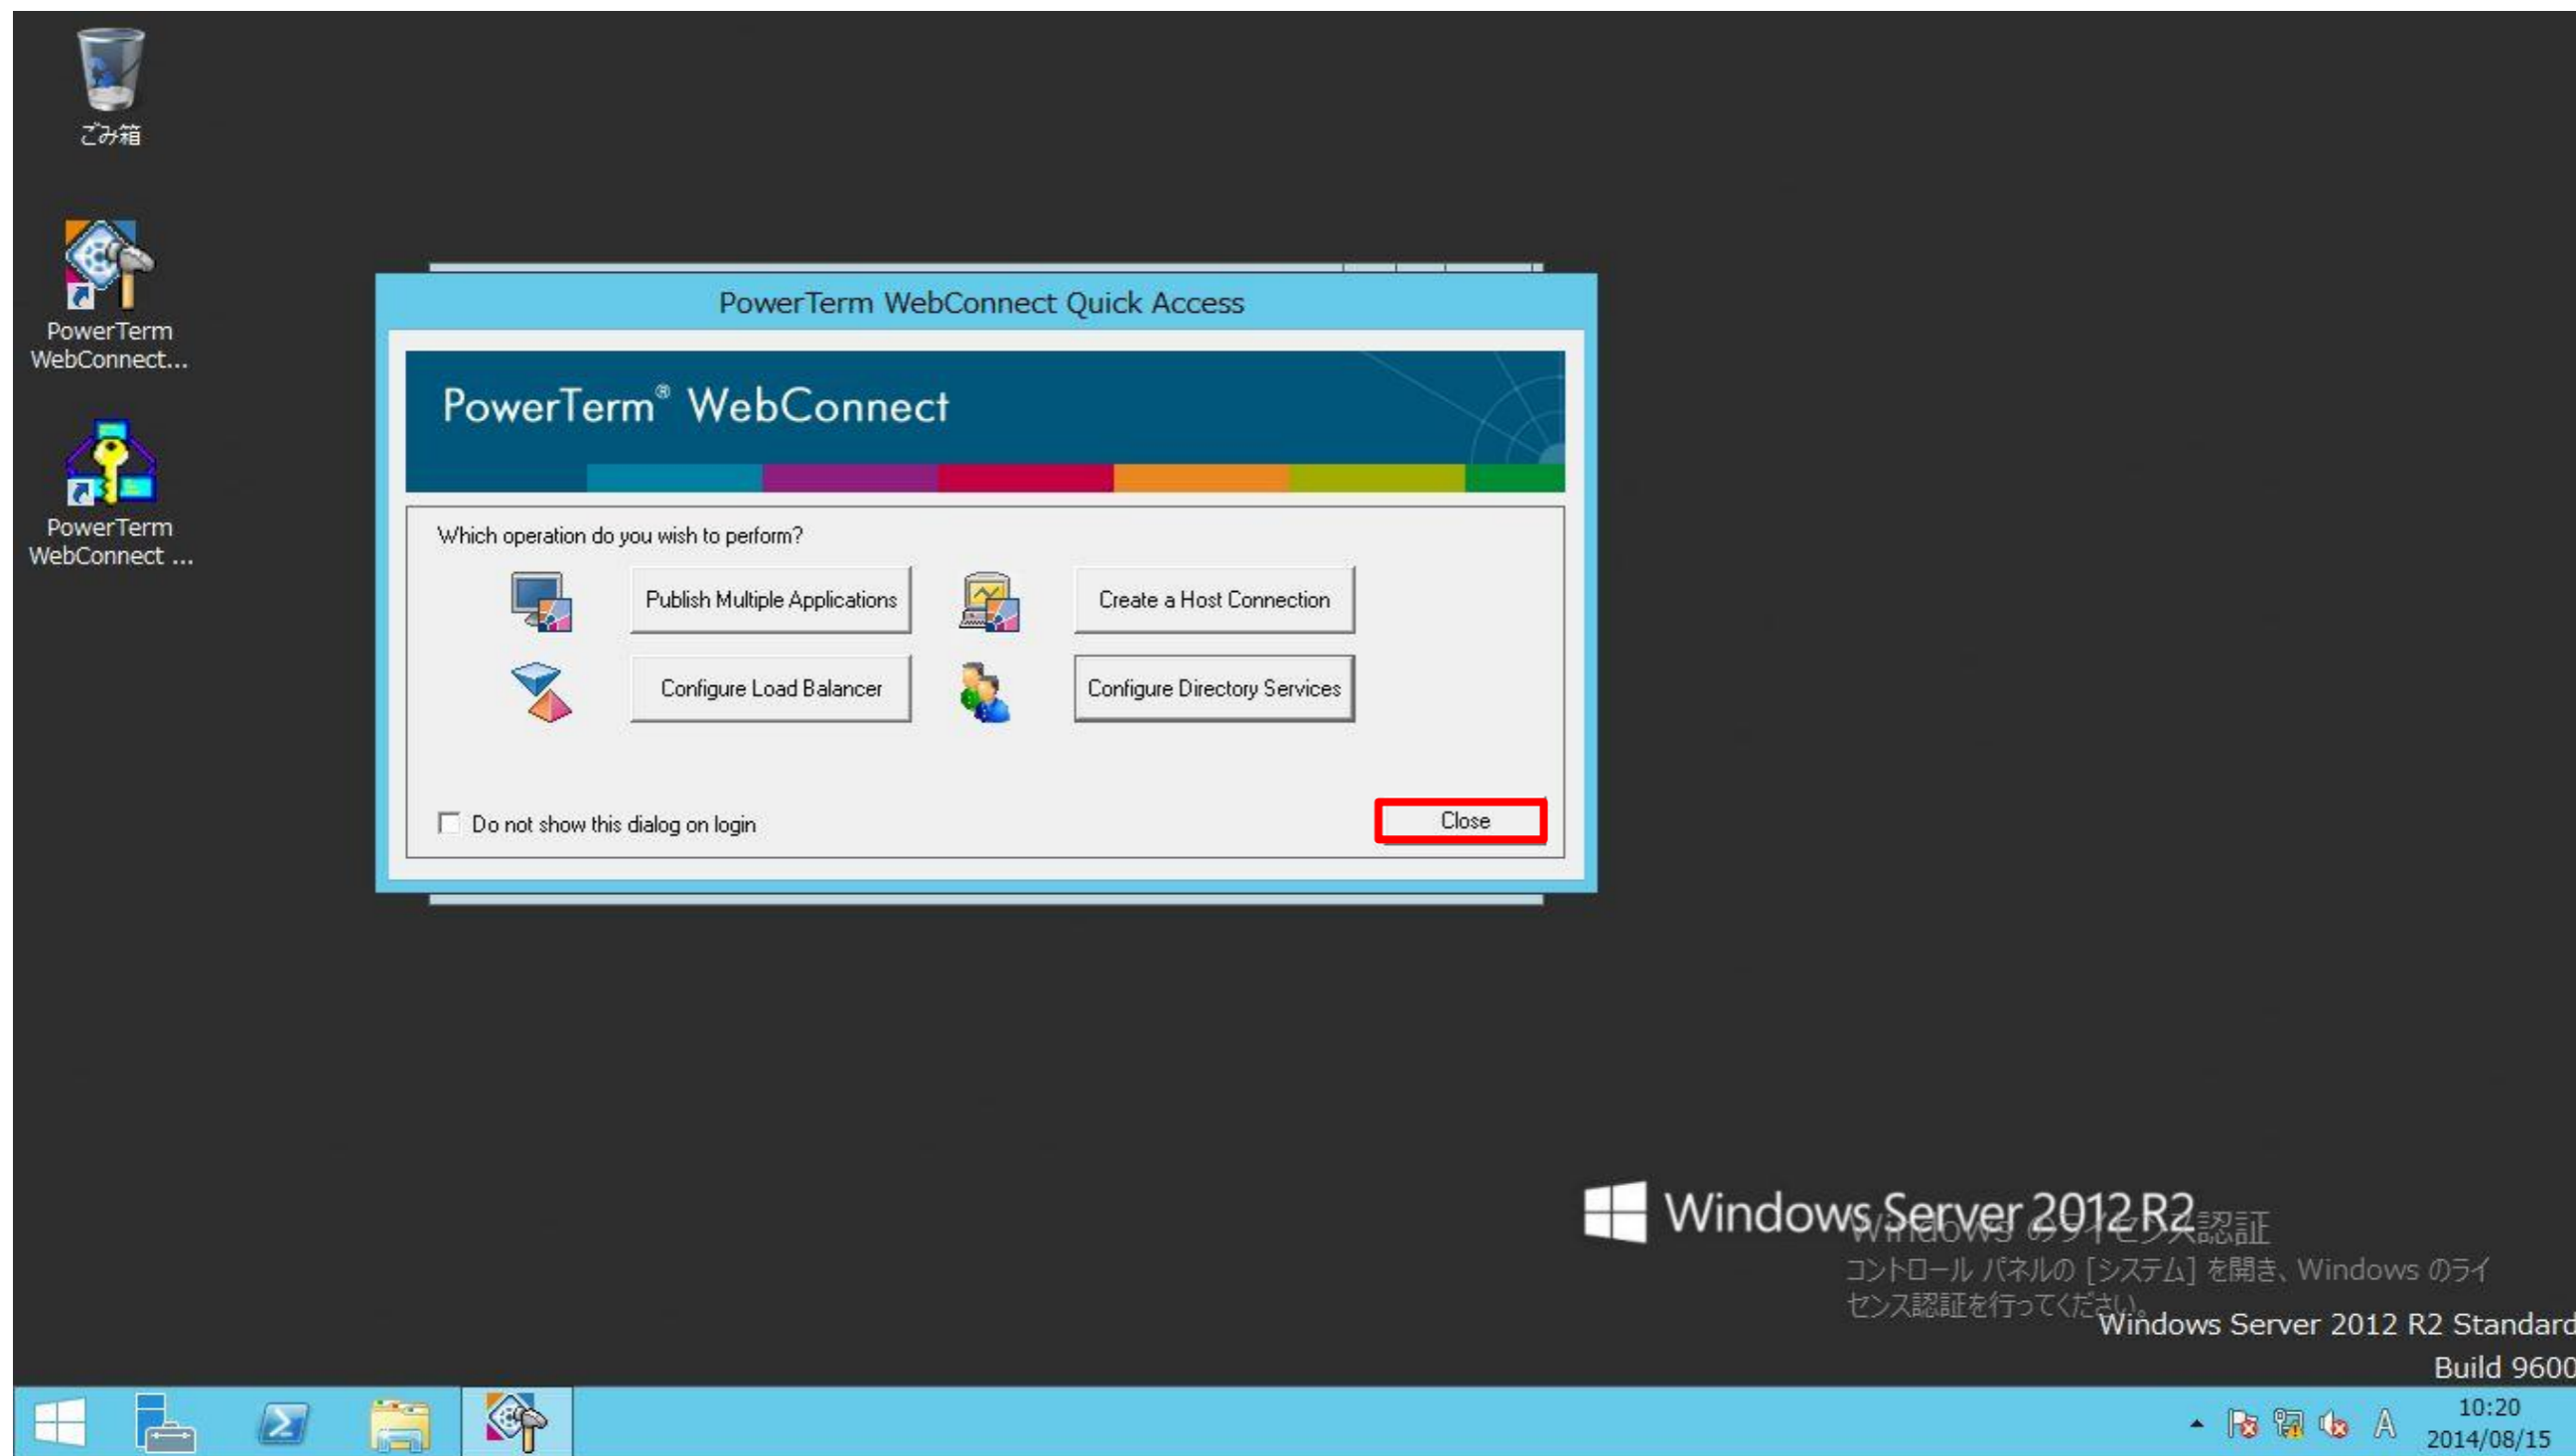 ごみ箱
PowerTerm
WebConnect...
PowerTerm
WebConnect ...
PowerTerm WebConnect Quick Access
PowerTerm® WebConnect
Which operation do you wish to perform?
Publish Multiple Applications
Create a Host Connection
Configure Load Balancer
Configure Directory Services
Do not show this dialog on login
Close
Windows Server 2012 R2
Windows のライセンス認証
コントロール パネルの [システム] を開き、Windows のライ
センス認証を行ってください。
Windows Server 2012 R2 Standard
Build 9600
A
10:20
2014/08/15